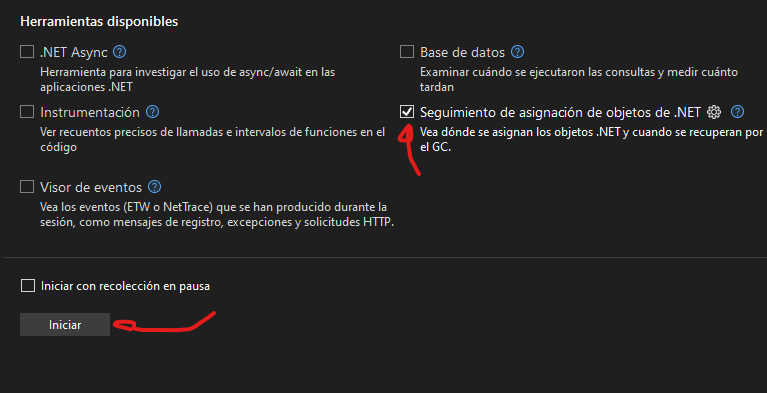 Herramientas disponibles
.NET Async
Herramienta para investigar el uso de async/await en las
aplicaciones .NET
Base de datos
Examinar cuándo se ejecutaron las consultas y medir cuánto
tardan
Instrumentación
Ver recuentos precisos de llamadas e intervalos de funciones en el
código
Seguimiento de asignación de objetos de .NET
Vea dónde se asignan los objetos .NET y cuando se recuperan por
el GC.
Visor de eventos
Vea los eventos (ETW o NetTrace) que se han producido durante la
sesión, como mensajes de registro, excepciones y solicitudes HTTP.
Iniciar con recolección en pausa
Iniciar